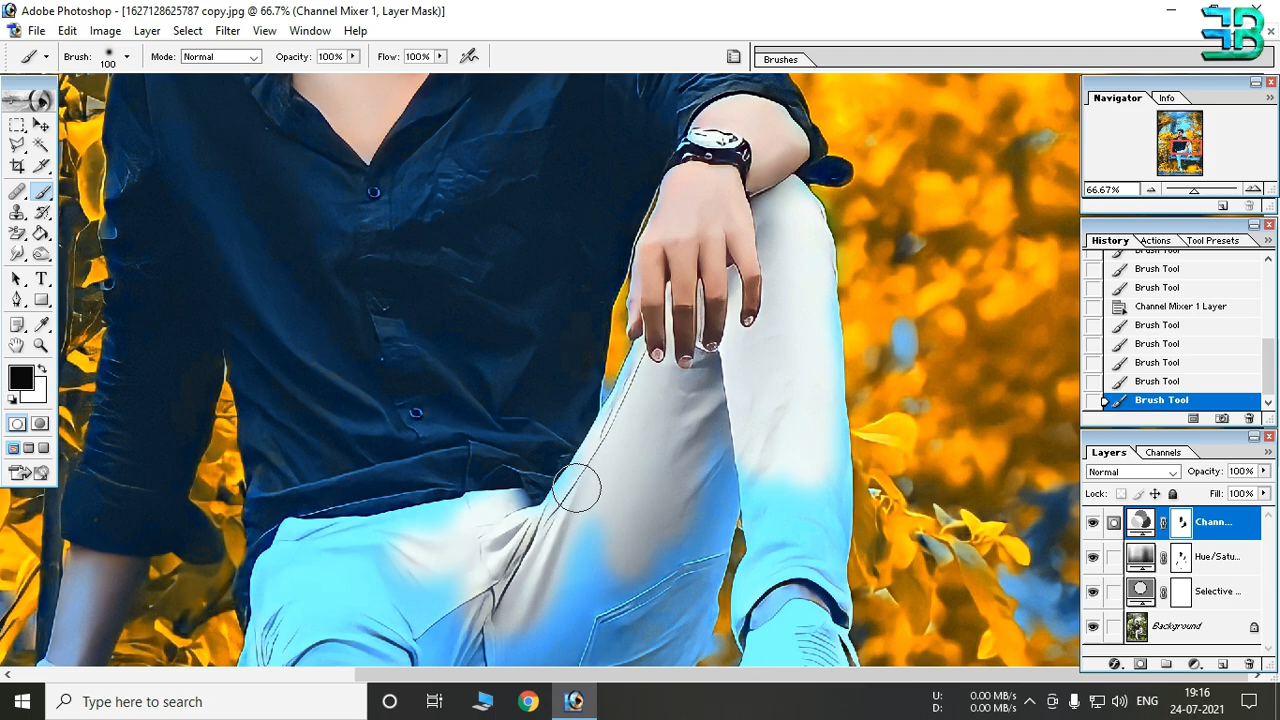 Adobe Photoshop - [1627128625787 copy.jpg @ 66.7% (Channel Mixer 1, Layer Mask)]
File Edit Image Layer Select Filter View Window Help
Brush: 100 Mode: Normal Opacity: 100% Flow: 100% Brushes
Navigator Info
66.67%
History Actions Tool Presets
Brush Tool
Brush Tool
Brush Tool
Channel Mixer 1 Layer
Brush Tool
Brush Tool
Brush Tool
Brush Tool
Brush Tool
Layers Channels
Normal Opacity: 100%
Lock: Fill: 100%
Chann...
Hue/Satu...
Selective ...
Background
Type here to search
U: 0.00 MB/s
D: 0.00 MB/s
ENG
19:16
24-07-2021